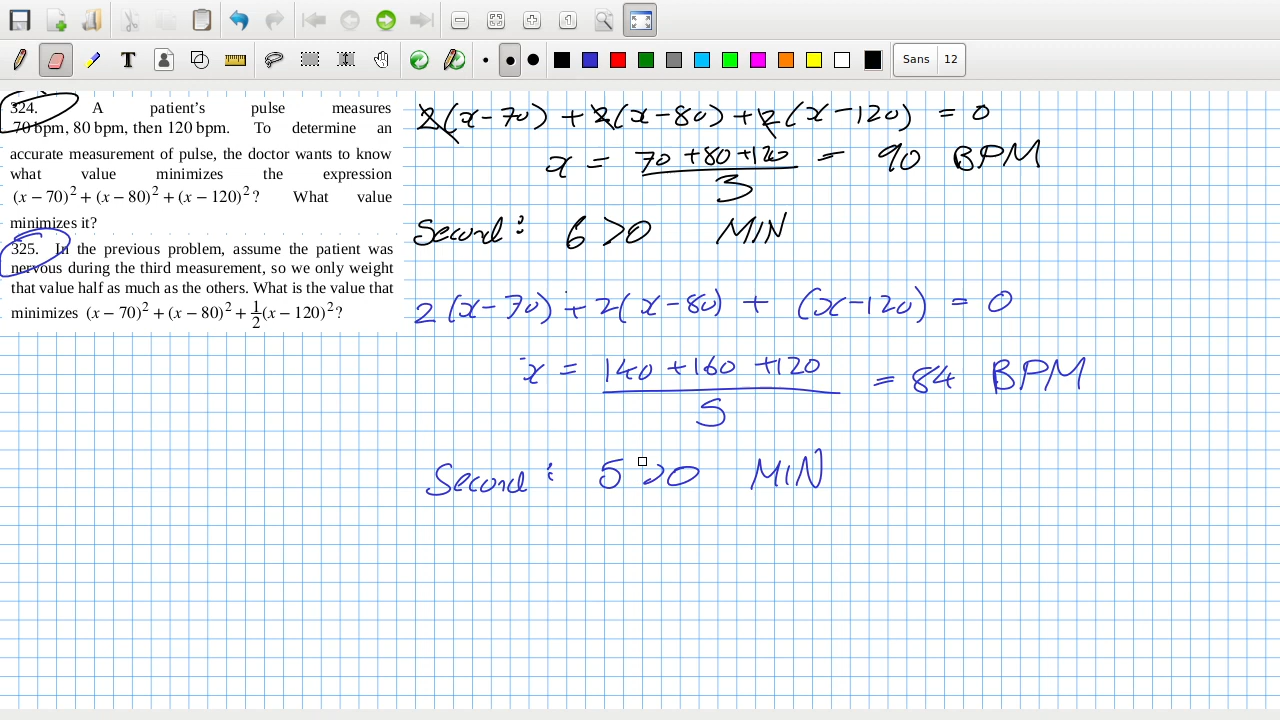 Sans 12
324. A patient's pulse measures
70 bpm, 80 bpm, then 120 bpm. To determine an
accurate measurement of pulse, the doctor wants to know
what value minimizes the expression
(x − 70)² + (x − 80)² + (x − 120)²? What value
minimizes it?
325. In the previous problem, assume the patient was
nervous during the third measurement, so we only weight
that value half as much as the others. What is the value that
minimizes (x − 70)² + (x − 80)² + 1/2(x − 120)²?
2(x−70) + 2(x−80) + 2(x−120) = 0
x = (70 + 80 + 120)/3 = 90 BPM
Second: 6 > 0 MIN
2(x−70) + 2(x−80) + (x−120) = 0
x = (140 + 160 + 120)/5 = 84 BPM
Second: 5 > 0 MIN